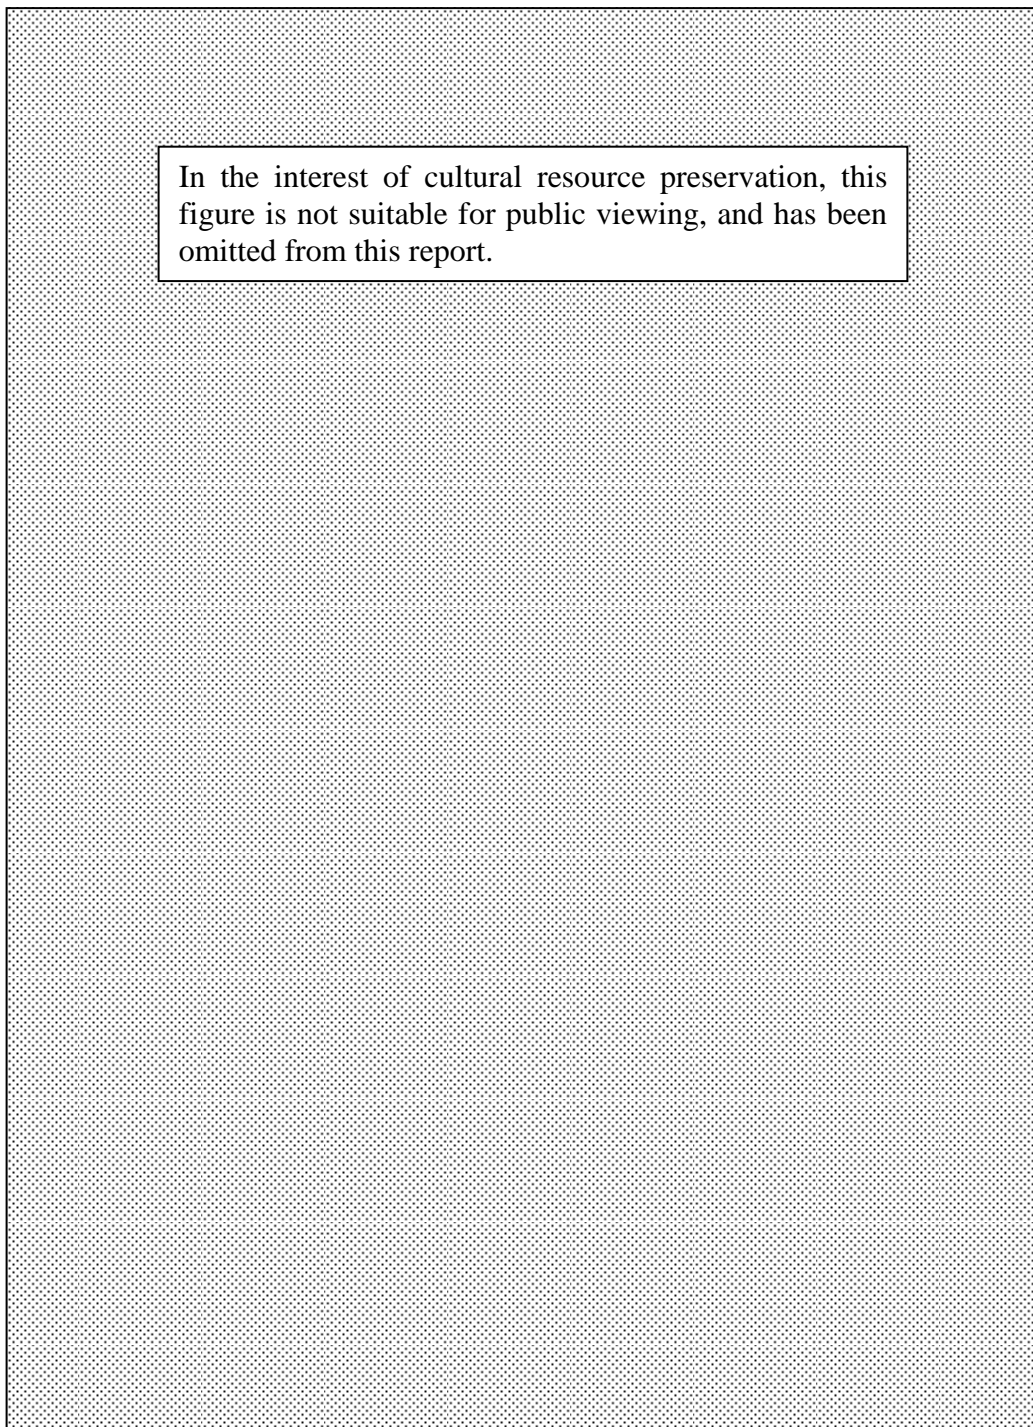 In the interest of cultural resource preservation, this
figure is not suitable for public viewing, and has been
omitted from this report.